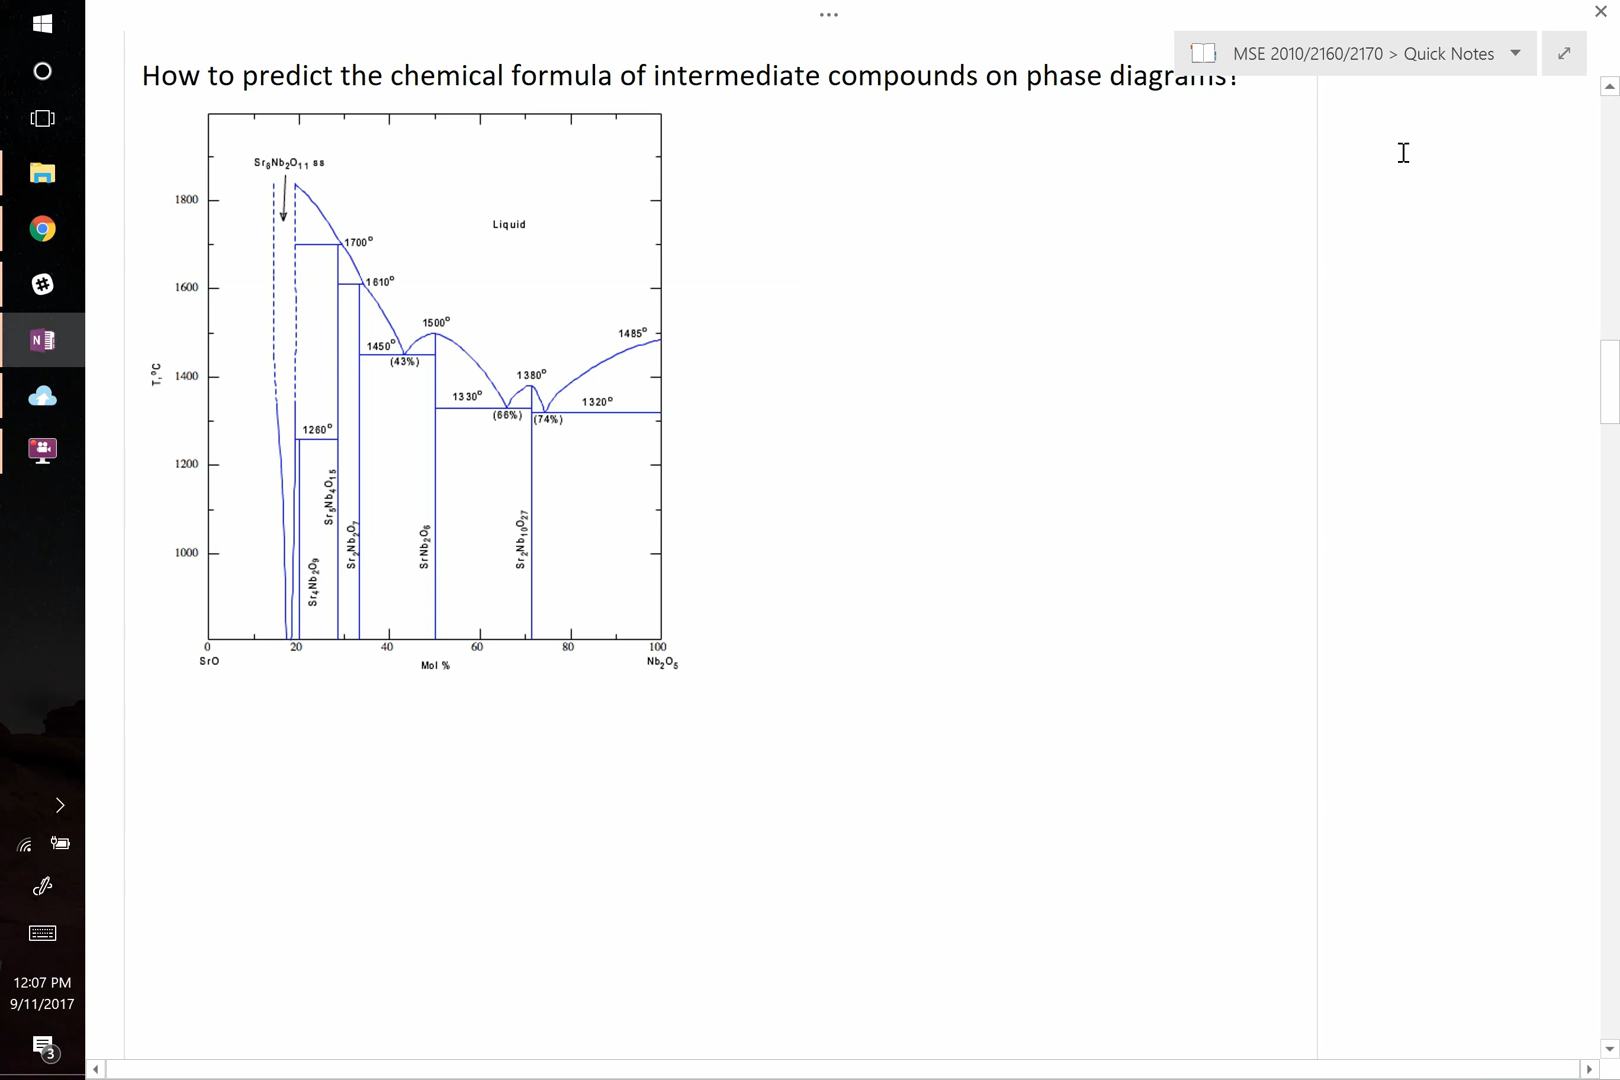 MSE 2010/2160/2170 > Quick Notes
How to predict the chemical formula of intermediate compounds on phase diagrams?
Sr6Nb2O11 ss
Liquid
1800
1700°
1610°
1600
1500°
1485°
1450°
(43%)
T,°C
1400
1380°
1330°
1320°
(66%)
(74%)
1260°
1200
Sr5Nb4O15
Sr2Nb2O7
SrNb2O6
Sr2Nb10O27
1000
Sr4Nb2O9
0
20
40
60
80
100
SrO
Mol %
Nb2O5
12:07 PM
9/11/2017
3
N